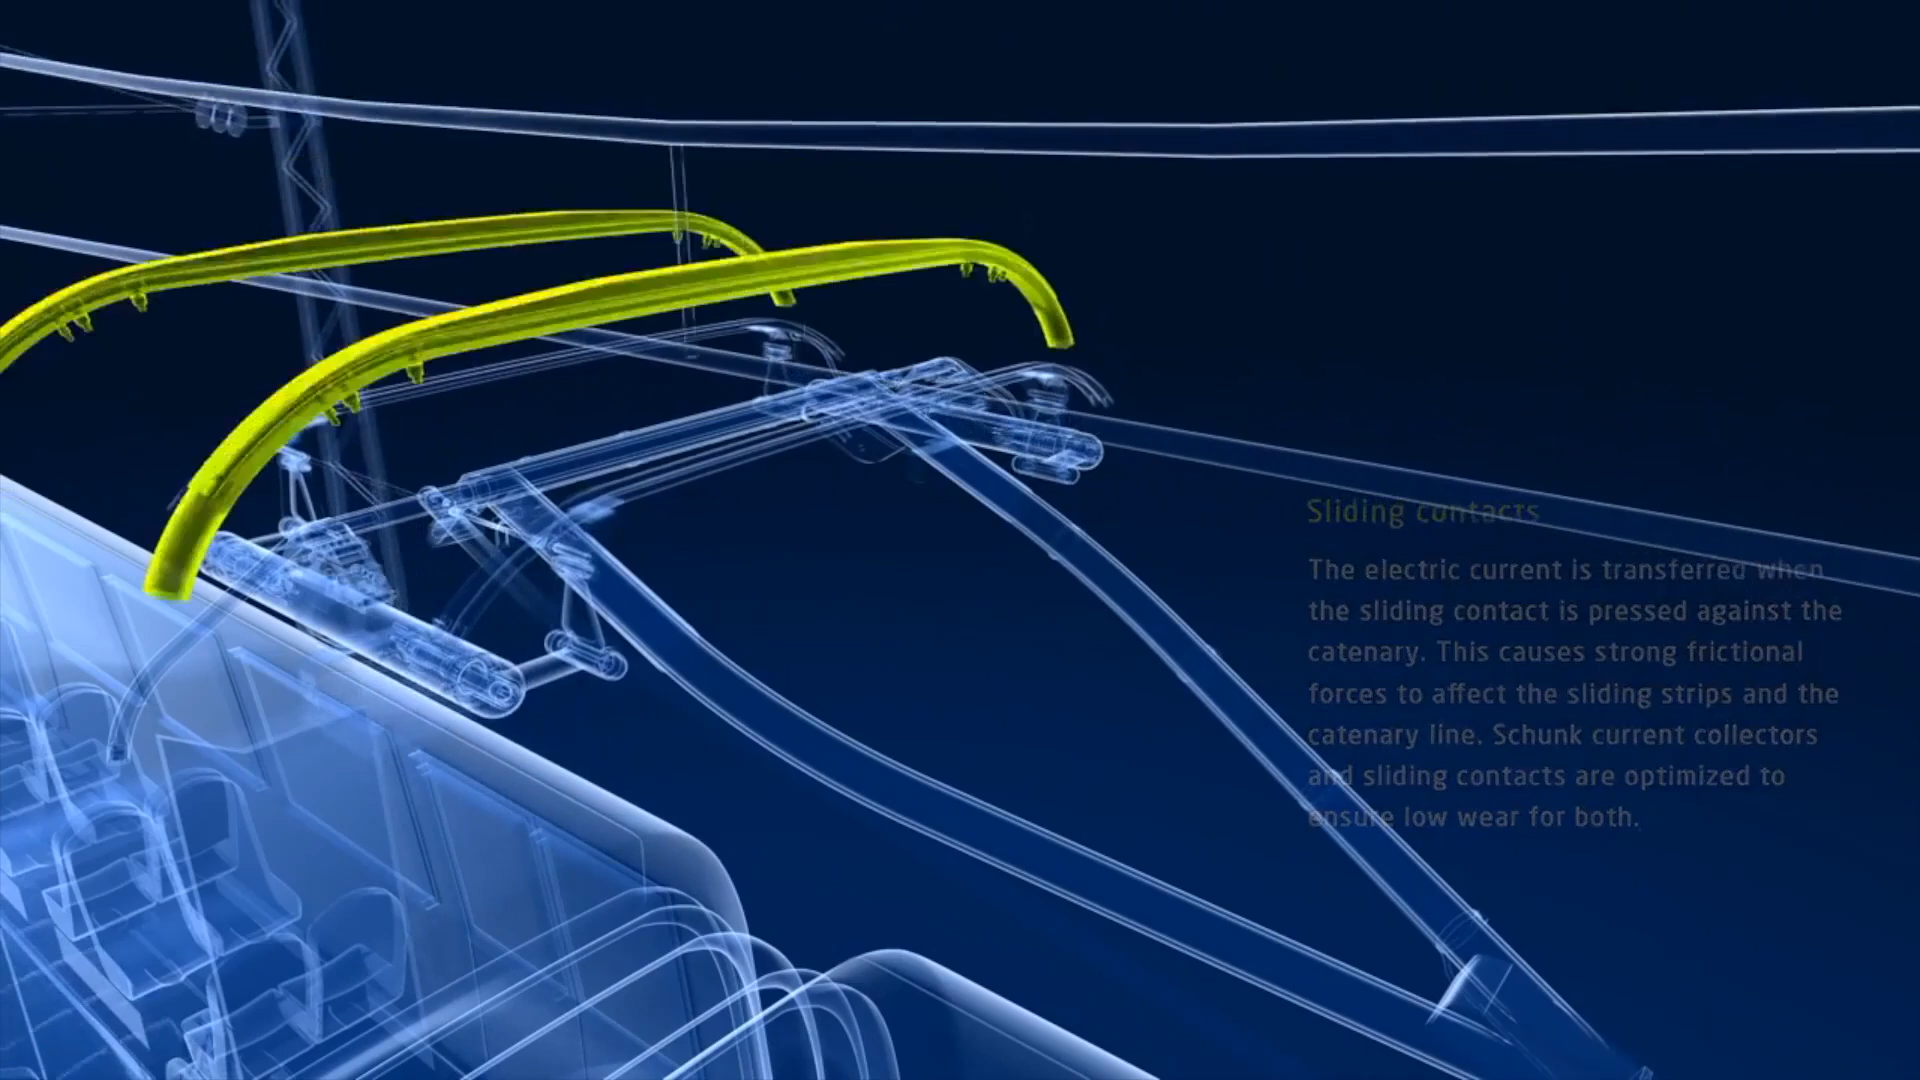 Sliding contacts
The electric current is transferred when
the sliding contact is pressed against the
catenary. This causes strong frictional
forces to affect the sliding strips and the
catenary line. Schunk current collectors
and sliding contacts are optimized to
ensure low wear for both.